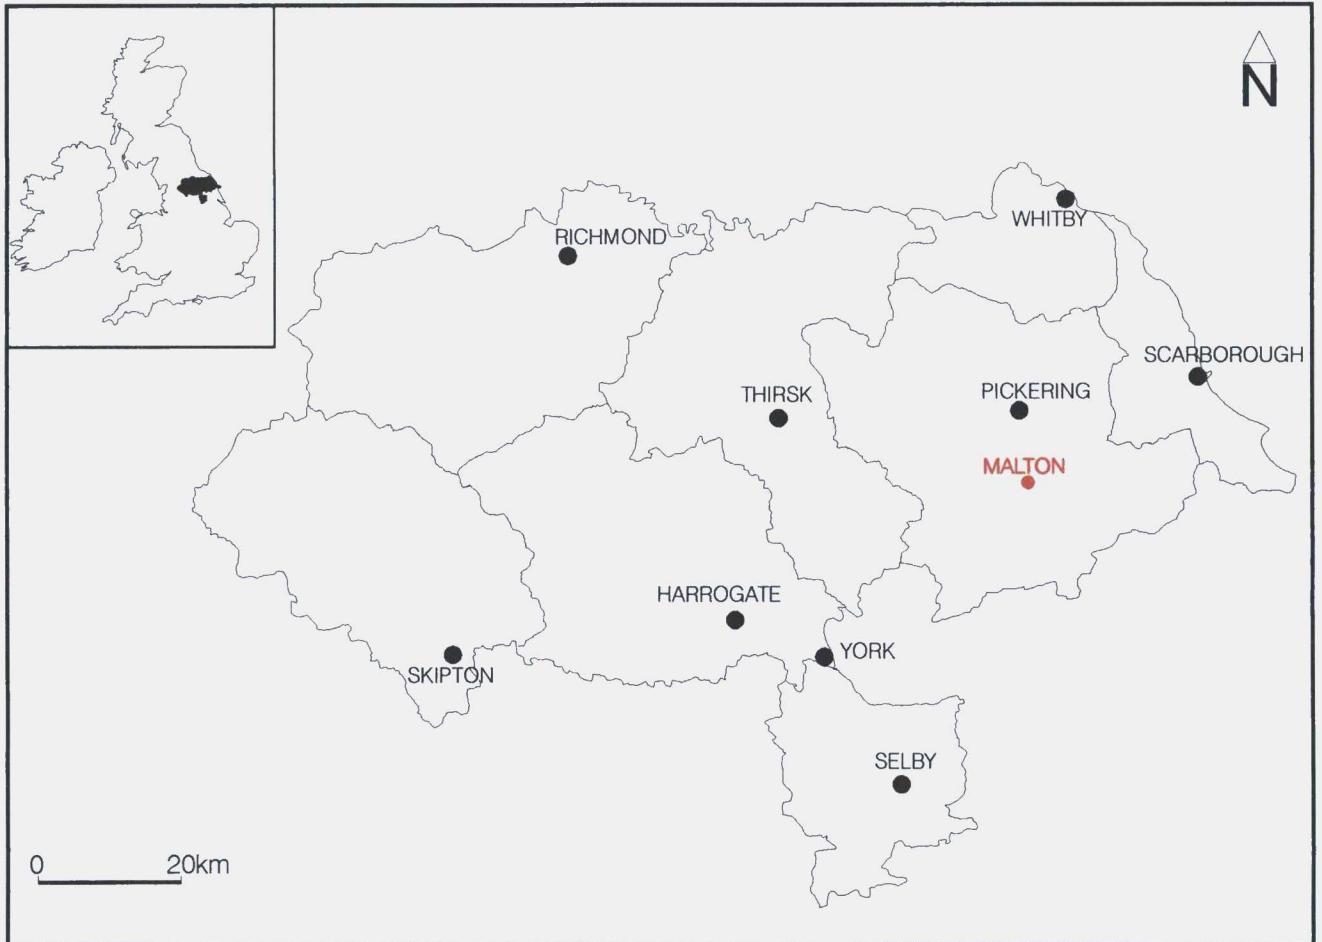 N
WHITBY
RICHMOND
SCARBOROUGH
THIRSK
PICKERING
MALTON
HARROGATE
YORK
SKIPTON
SELBY
0 20km